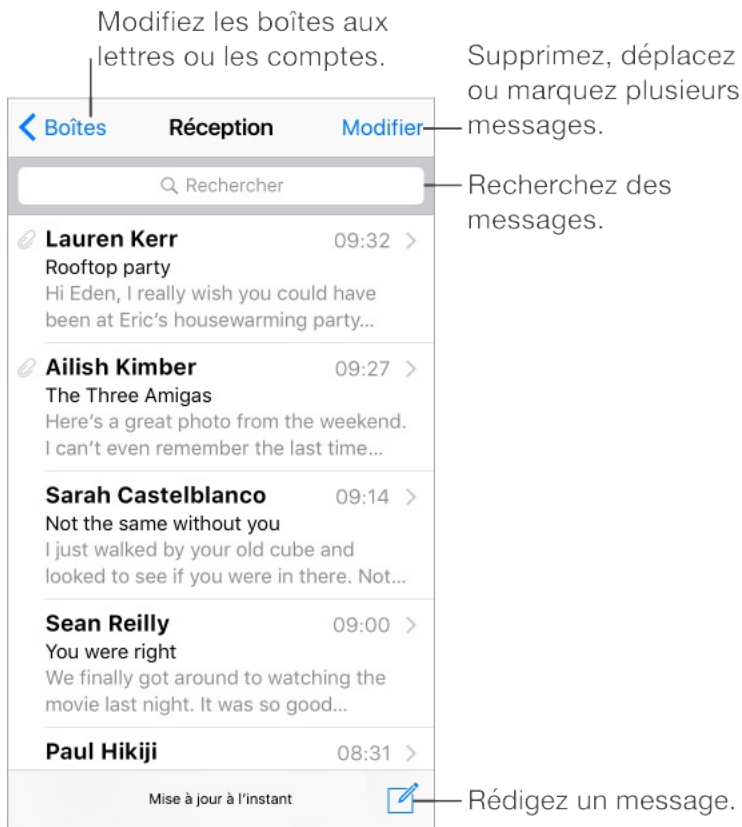 Modifiez les boîtes aux
lettres ou les comptes.
Supprimez, déplacez
ou marquez plusieurs
messages.
Boîtes Réception Modifier
Rechercher
Recherchez des
messages.
Lauren Kerr 09:32
Rooftop party
Hi Eden, I really wish you could have
been at Eric's housewarming party...
Ailish Kimber 09:27
The Three Amigas
Here's a great photo from the weekend.
I can't even remember the last time...
Sarah Castelblanco 09:14
Not the same without you
I just walked by your old cube and
looked to see if you were in there. Not...
Sean Reilly 09:00
You were right
We finally got around to watching the
movie last night. It was so good...
Paul Hikiji 08:31
Mise à jour à l'instant
Rédigez un message.